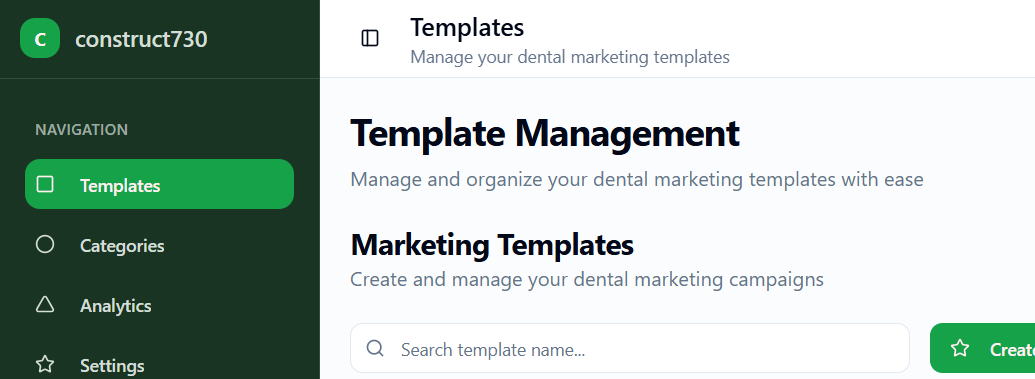 C construct730
NAVIGATION
Templates
Categories
Analytics
Settings
Templates
Manage your dental marketing templates
Template Management
Manage and organize your dental marketing templates with ease
Marketing Templates
Create and manage your dental marketing campaigns
Search template name...